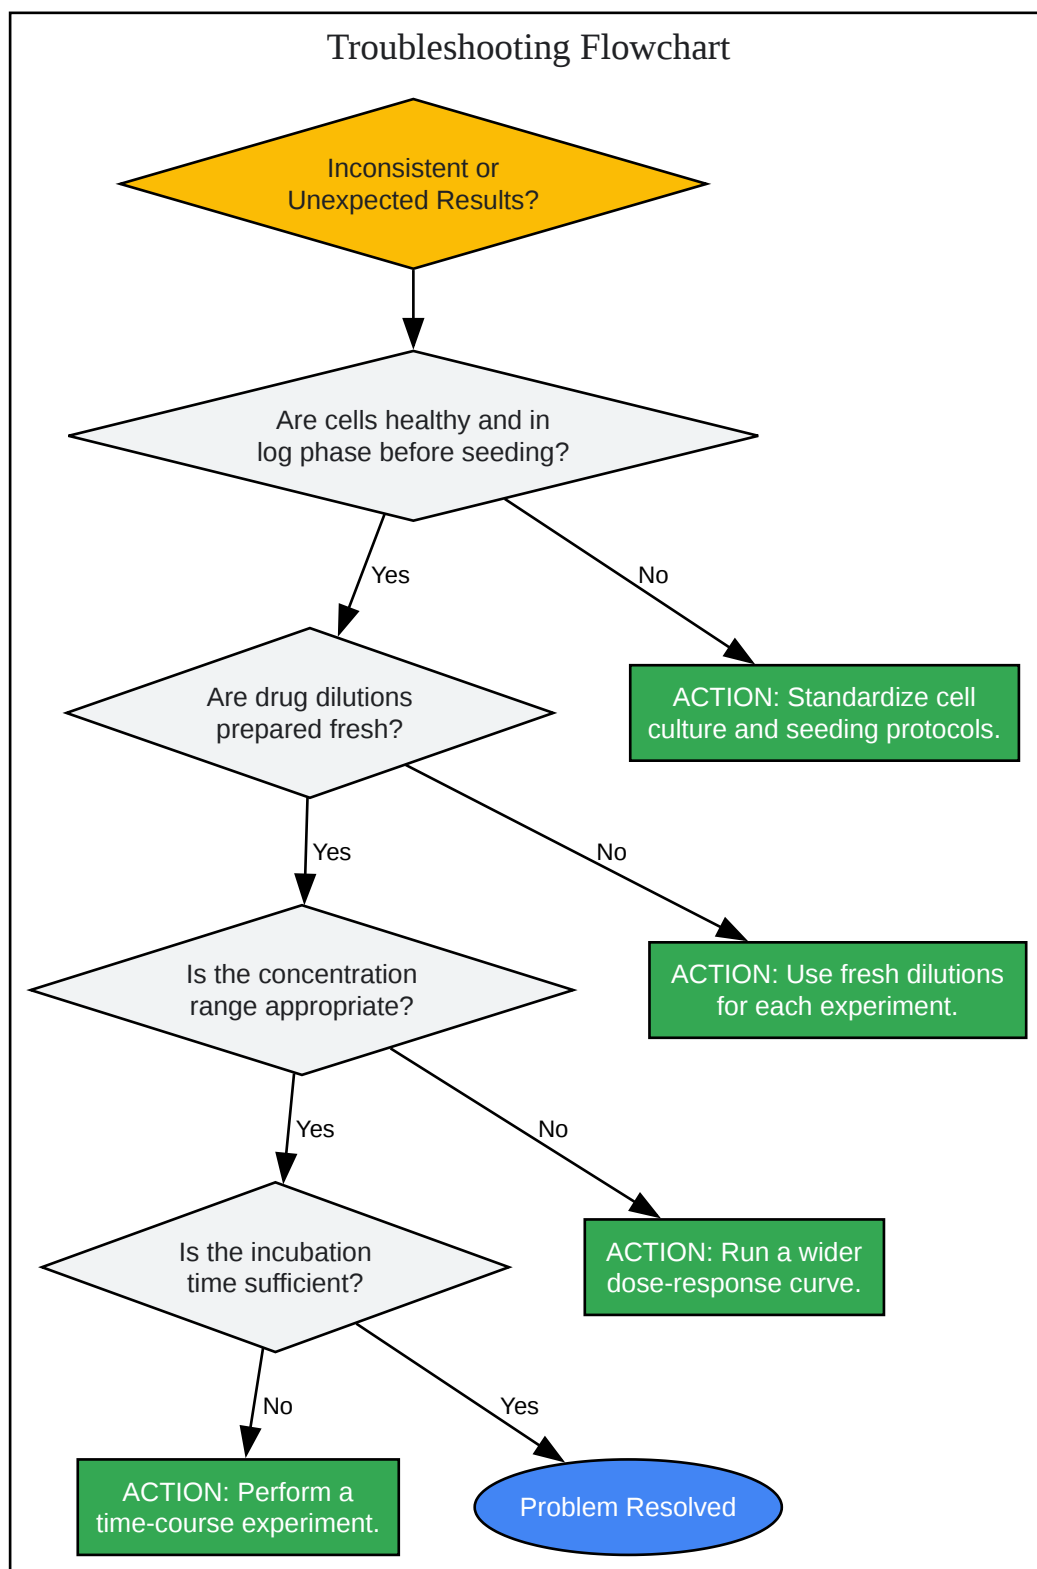 Troubleshooting Flowchart
Inconsistent or
Unexpected Results?
Are cells healthy and in
log phase before seeding?
Yes
No
Are drug dilutions
prepared fresh?
ACTION: Standardize cell
culture and seeding protocols.
Yes
No
Is the concentration
range appropriate?
ACTION: Use fresh dilutions
for each experiment.
Yes
No
Is the incubation
time sufficient?
ACTION: Run a wider
dose-response curve.
No
Yes
ACTION: Perform a
time-course experiment.
Problem Resolved